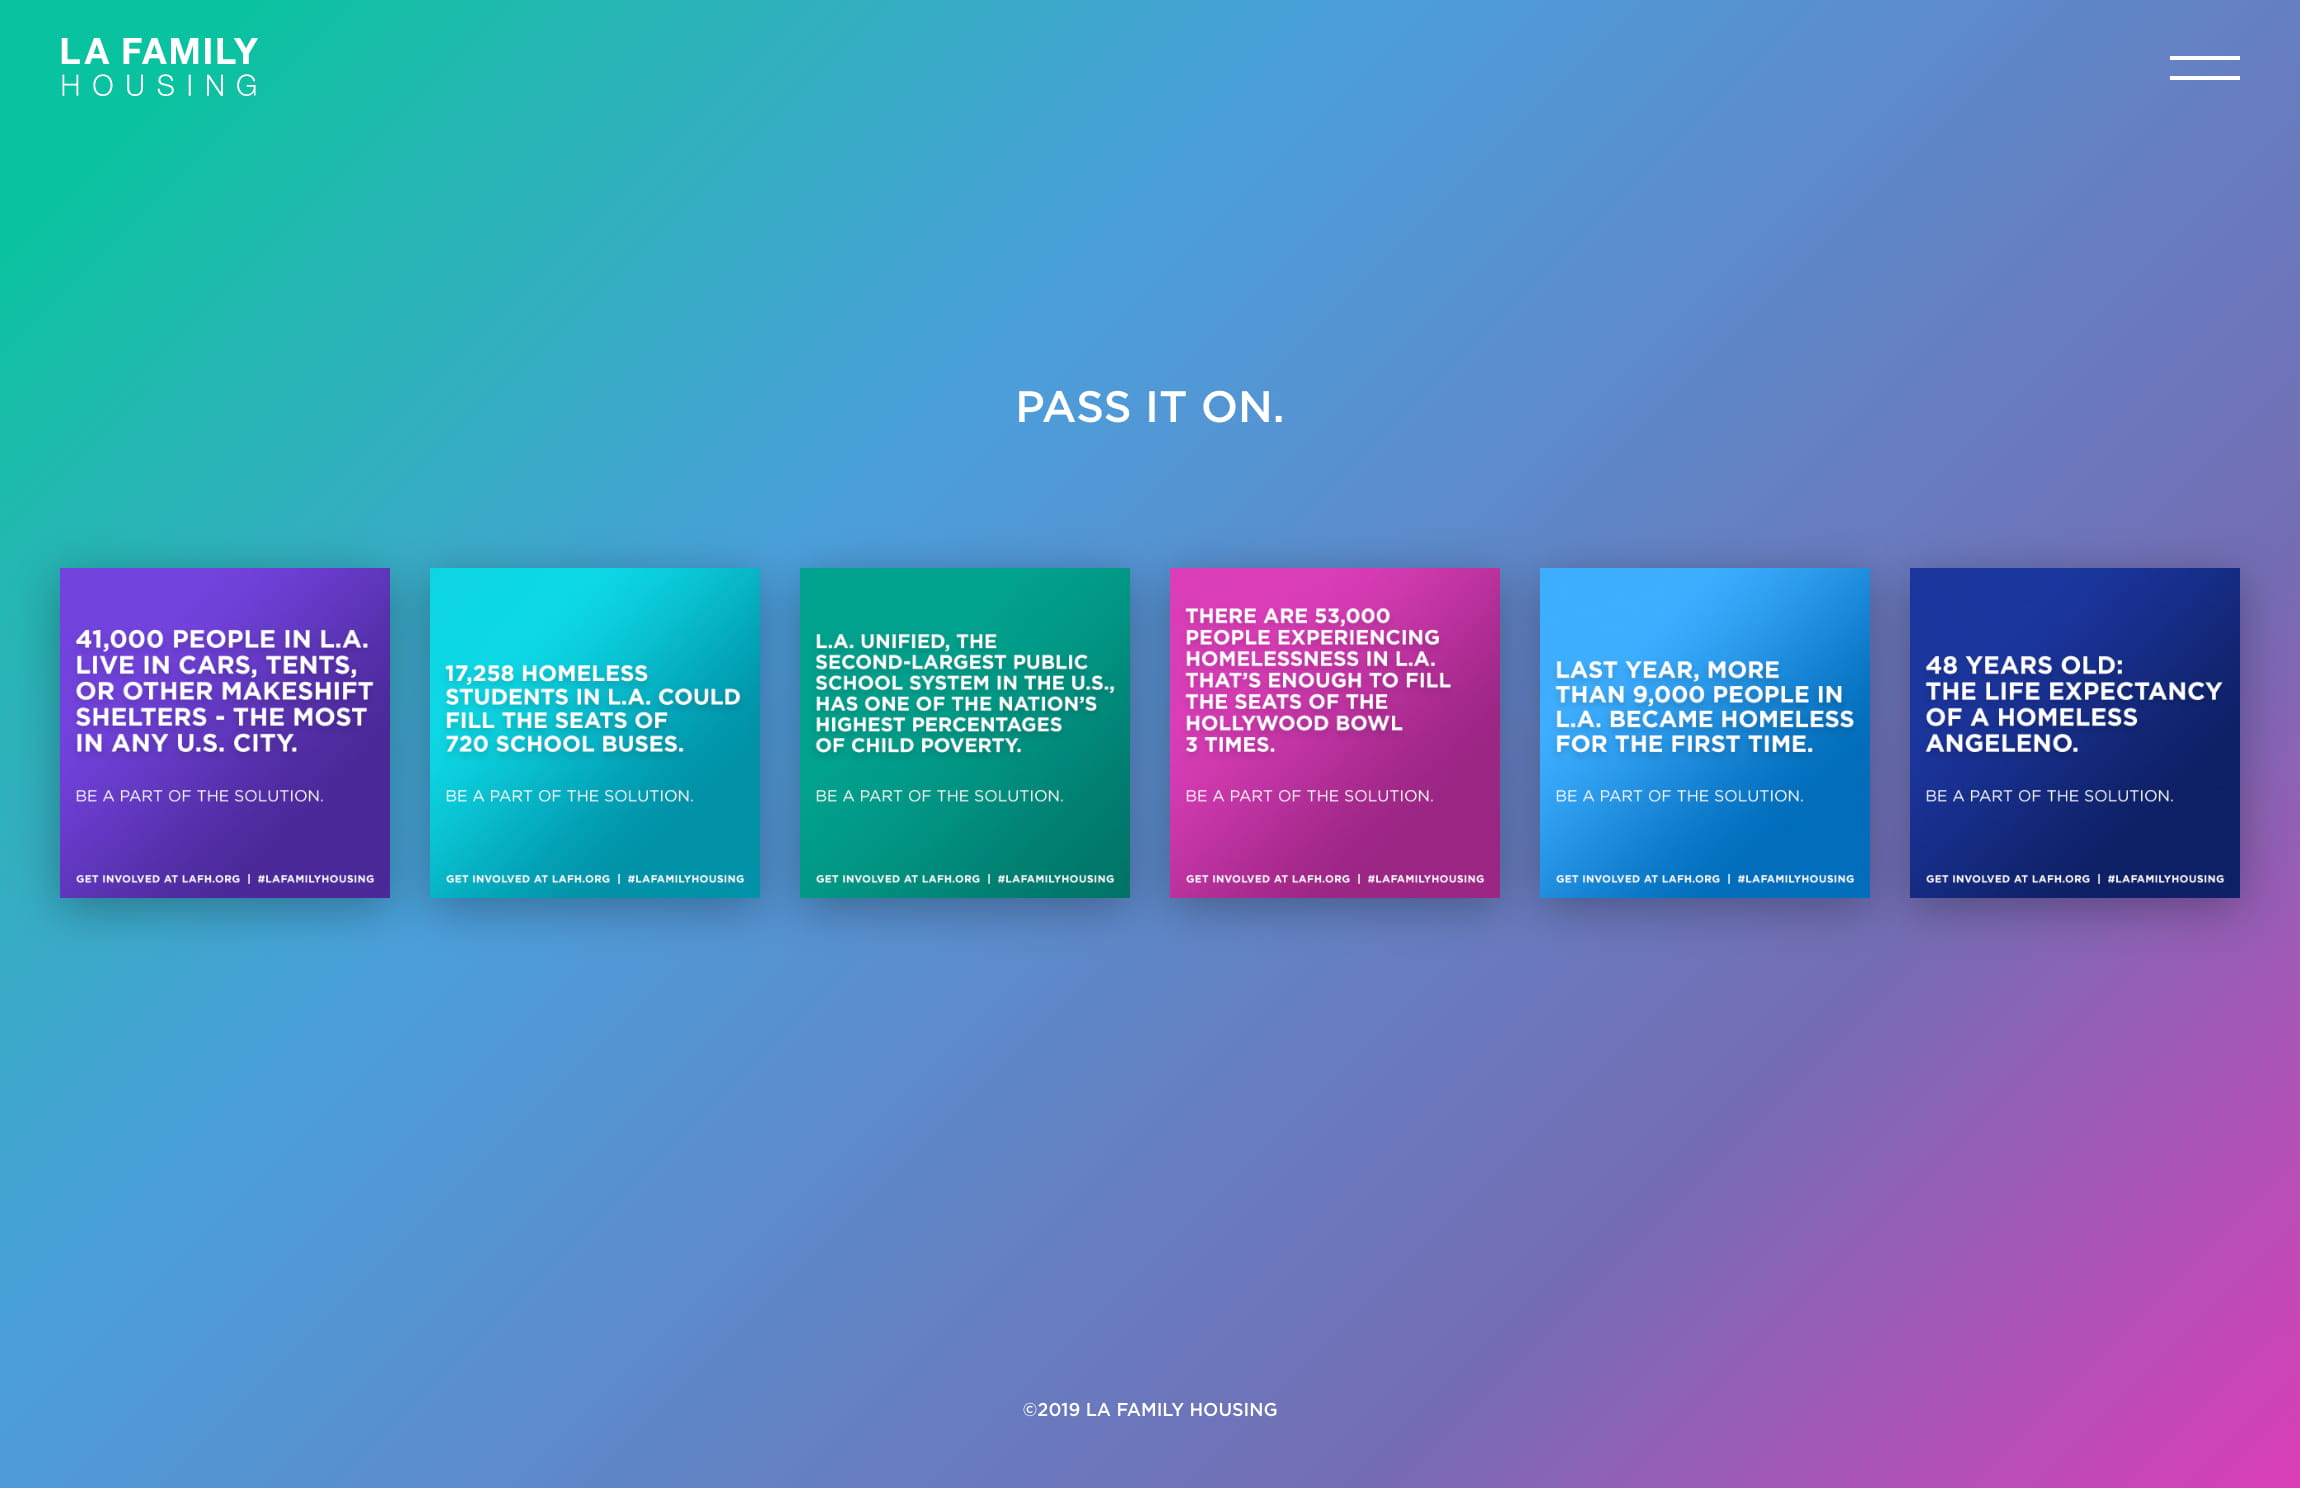 LA FAMILY
HOUSING
PASS IT ON.
41,000 PEOPLE IN L.A.
LIVE IN CARS, TENTS,
OR OTHER MAKESHIFT
SHELTERS - THE MOST
IN ANY U.S. CITY.
BE A PART OF THE SOLUTION.
GET INVOLVED AT LAFH.ORG | #LAFAMILYHOUSING
17,258 HOMELESS
STUDENTS IN L.A. COULD
FILL THE SEATS OF
720 SCHOOL BUSES.
BE A PART OF THE SOLUTION.
GET INVOLVED AT LAFH.ORG | #LAFAMILYHOUSING
L.A. UNIFIED, THE
SECOND-LARGEST PUBLIC
SCHOOL SYSTEM IN THE U.S.,
HAS ONE OF THE NATION’S
HIGHEST PERCENTAGES
OF CHILD POVERTY.
BE A PART OF THE SOLUTION.
GET INVOLVED AT LAFH.ORG | #LAFAMILYHOUSING
THERE ARE 53,000
PEOPLE EXPERIENCING
HOMELESSNESS IN L.A.
THAT’S ENOUGH TO FILL
THE SEATS OF THE
HOLLYWOOD BOWL
3 TIMES.
BE A PART OF THE SOLUTION.
GET INVOLVED AT LAFH.ORG | #LAFAMILYHOUSING
LAST YEAR, MORE
THAN 9,000 PEOPLE IN
L.A. BECAME HOMELESS
FOR THE FIRST TIME.
BE A PART OF THE SOLUTION.
GET INVOLVED AT LAFH.ORG | #LAFAMILYHOUSING
48 YEARS OLD:
THE LIFE EXPECTANCY
OF A HOMELESS
ANGELENO.
BE A PART OF THE SOLUTION.
GET INVOLVED AT LAFH.ORG | #LAFAMILYHOUSING
©2019 LA FAMILY HOUSING